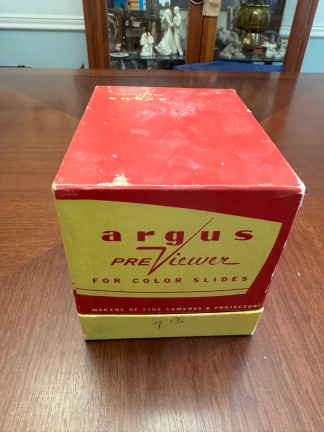 argus
PREViewer
FOR COLOR SLIDES
MAKERS OF FINE CAMERAS & PROJECTORS